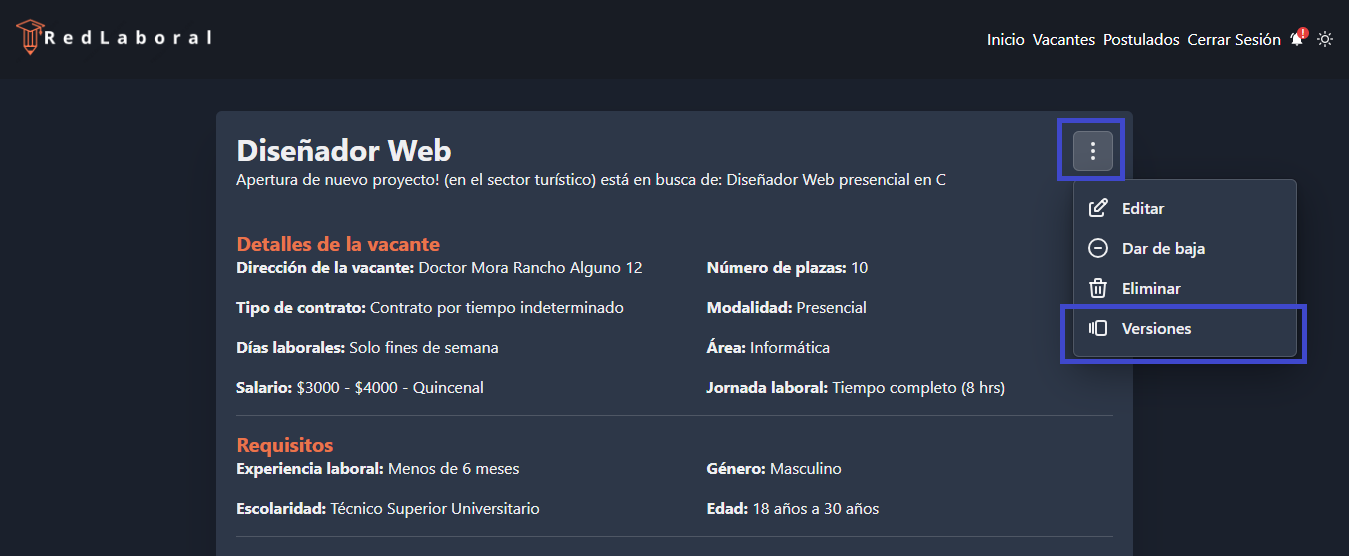 RedLaboral
Inicio Vacantes Postulados Cerrar Sesión
Diseñador Web
Apertura de nuevo proyecto! (en el sector turístico) está en busca de: Diseñador Web presencial en C
Editar
Dar de baja
Eliminar
Versiones
Detalles de la vacante
Dirección de la vacante: Doctor Mora Rancho Alguno 12
Número de plazas: 10
Tipo de contrato: Contrato por tiempo indeterminado
Modalidad: Presencial
Días laborales: Solo fines de semana
Área: Informática
Salario: $3000 - $4000 - Quincenal
Jornada laboral: Tiempo completo (8 hrs)
Requisitos
Experiencia laboral: Menos de 6 meses
Género: Masculino
Escolaridad: Técnico Superior Universitario
Edad: 18 años a 30 años